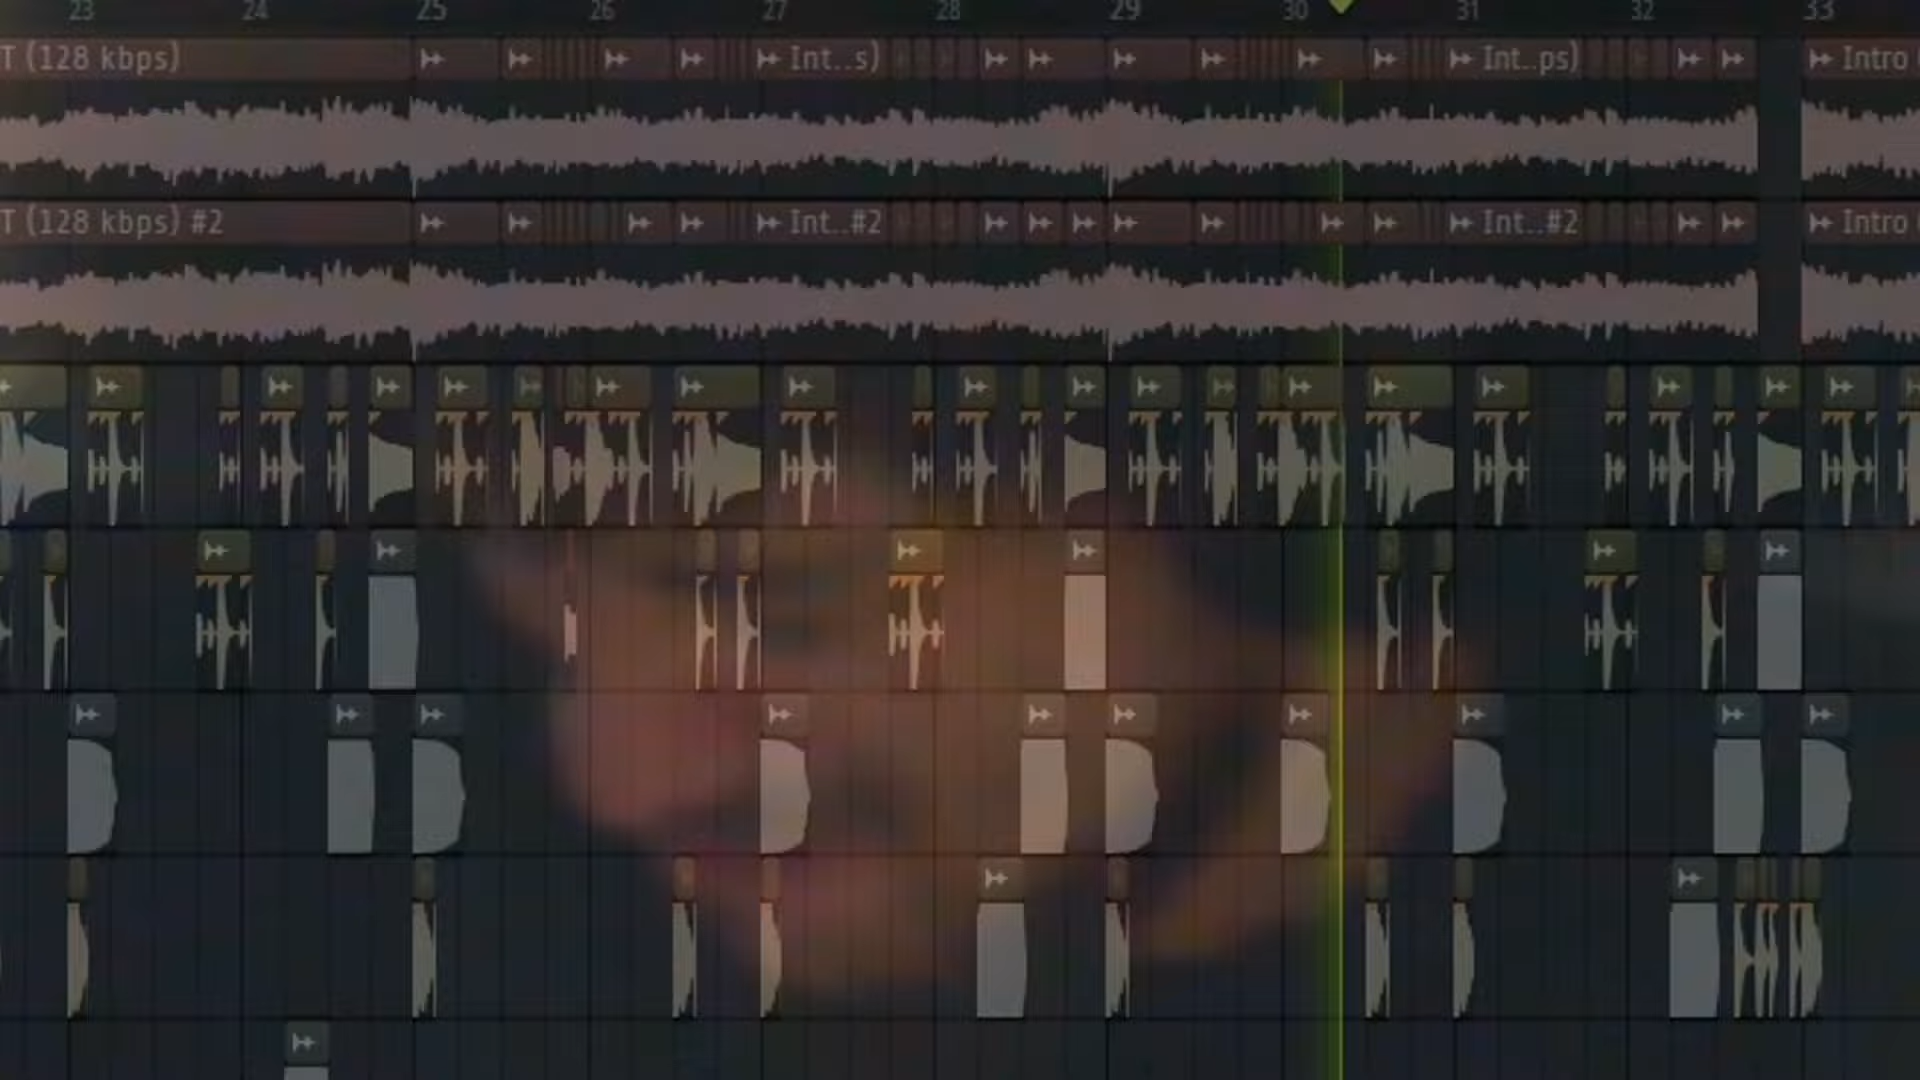 23 24 25 26 27 28 29 30 31 32 33
T (128 kbps) Int..s) Int..ps) Intro
T (128 kbps) #2 Int..#2 Int..#2 Intro